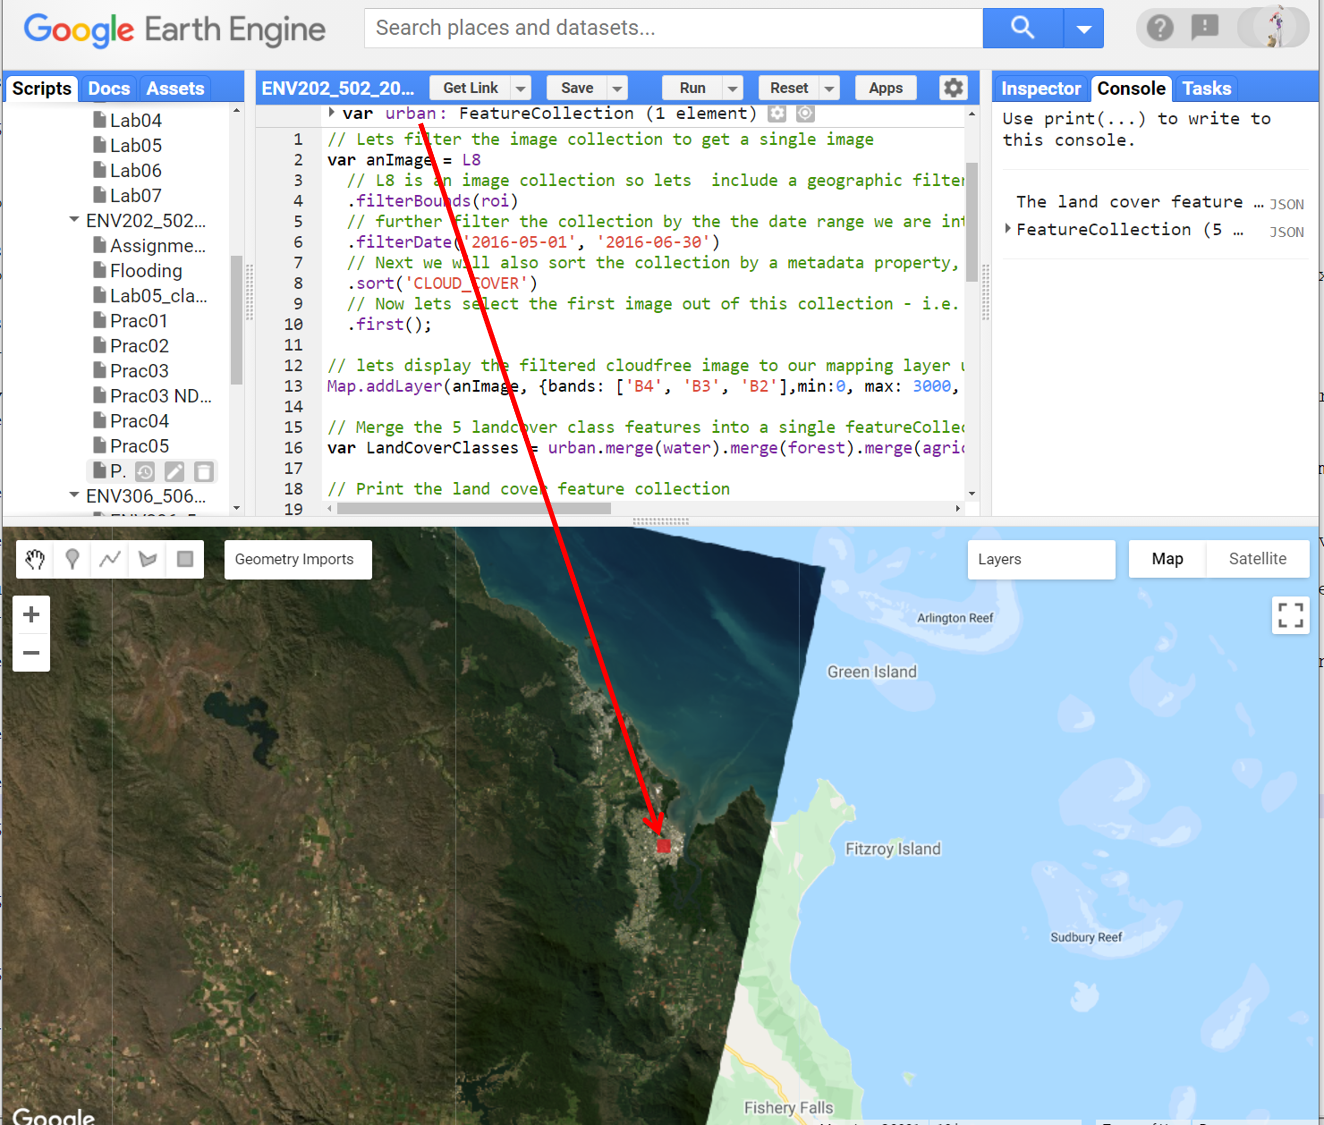 Google Earth Engine
Search places and datasets...
Scripts Docs Assets
Lab04
Lab05
Lab06
Lab07
ENV202_502...
Assignme...
Flooding
Lab05_cla...
Prac01
Prac02
Prac03
Prac03 ND...
Prac04
Prac05
P.
ENV306_506...
ENV202_502_20... Get Link Save Run Reset Apps
var urban: FeatureCollection (1 element)
1 // Lets filter the image collection to get a single image
2 var anImage = L8
3 // L8 is an image collection so lets include a geographic filter
4 .filterBounds(roi)
5 // further filter the collection by the the date range we are int
6 .filterDate('2016-05-01', '2016-06-30')
7 // Next we will also sort the collection by a metadata property,
8 .sort('CLOUD_COVER')
9 // Now lets select the first image out of this collection - i.e.
10 .first();
11
12 // lets display the filtered cloudfree image to our mapping layer u
13 Map.addLayer(anImage, {bands: ['B4', 'B3', 'B2'],min:0, max: 3000,
14
15 // Merge the 5 landcover class features into a single featureCollec
16 var LandCoverClasses = urban.merge(water).merge(forest).merge(agric
17
18 // Print the land cover feature collection
19
Inspector Console Tasks
Use print(...) to write to
this console.
The land cover feature ... JSON
FeatureCollection (5 ... JSON
Geometry Imports
Layers
Map Satellite
Arlington Reef
Green Island
Fitzroy Island
Sudbury Reef
Fishery Falls
Google